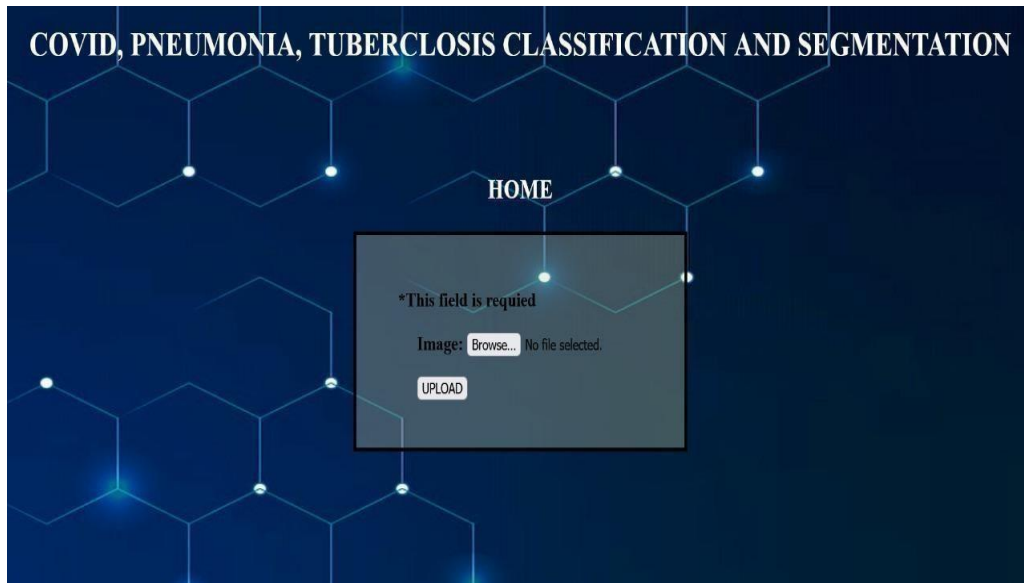 COVID, PNEUMONIA, TUBERCLOSIS CLASSIFICATION AND SEGMENTATION
HOME
*This field is requied
Image: Browse... No file selected.
UPLOAD